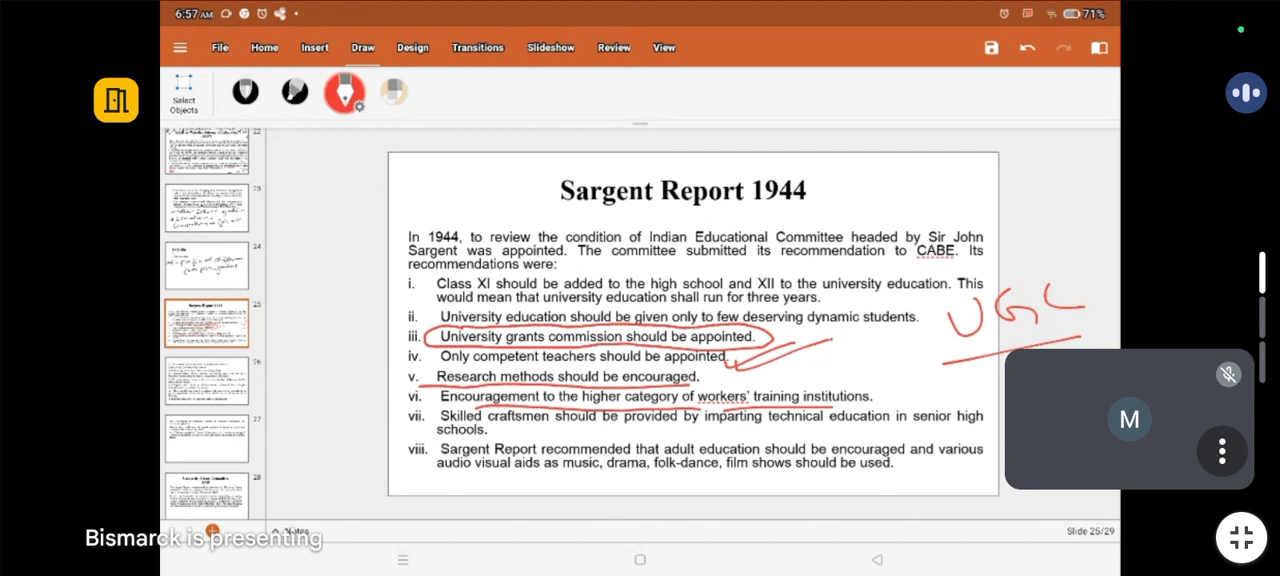 6:57 AM
71%
File Home Insert Draw Design Transitions Slideshow Review View
Select
Objects
22
23
24
25
26
27
28
Sargent Report 1944
In 1944, to review the condition of Indian Educational Committee headed by Sir John
Sargent was appointed. The committee submitted its recommendation to CABE. Its
recommendations were:
i. Class XI should be added to the high school and XII to the university education. This
would mean that university education shall run for three years.
ii. University education should be given only to few deserving dynamic students.
iii. University grants commission should be appointed.
iv. Only competent teachers should be appointed.
v. Research methods should be encouraged.
vi. Encouragement to the higher category of workers' training institutions.
vii. Skilled craftsmen should be provided by imparting technical education in senior high
schools.
viii. Sargent Report recommended that adult education should be encouraged and various
audio visual aids as music, drama, folk-dance, film shows should be used.
UGC
M
Notes
Slide 25/29
Bismarck is presenting